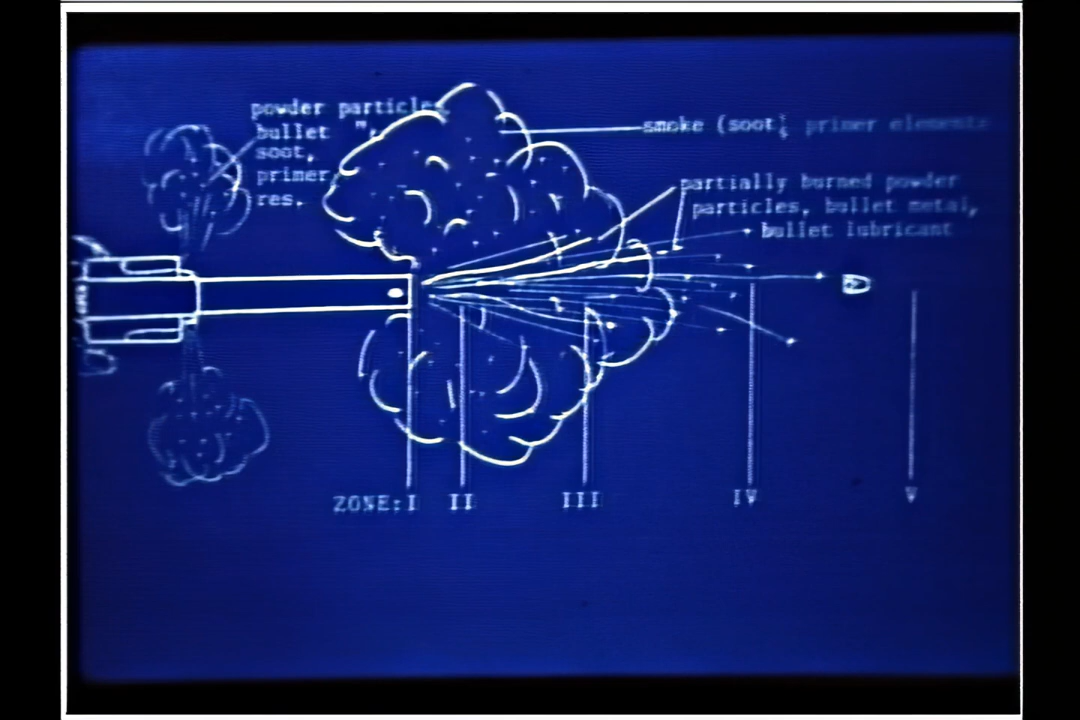 powder particles,
bullet ",
soot,
primer
res.
smoke (soot; primer elements
partially burned powder
particles, bullet metal,
bullet lubricant
ZONE: I II III IV V